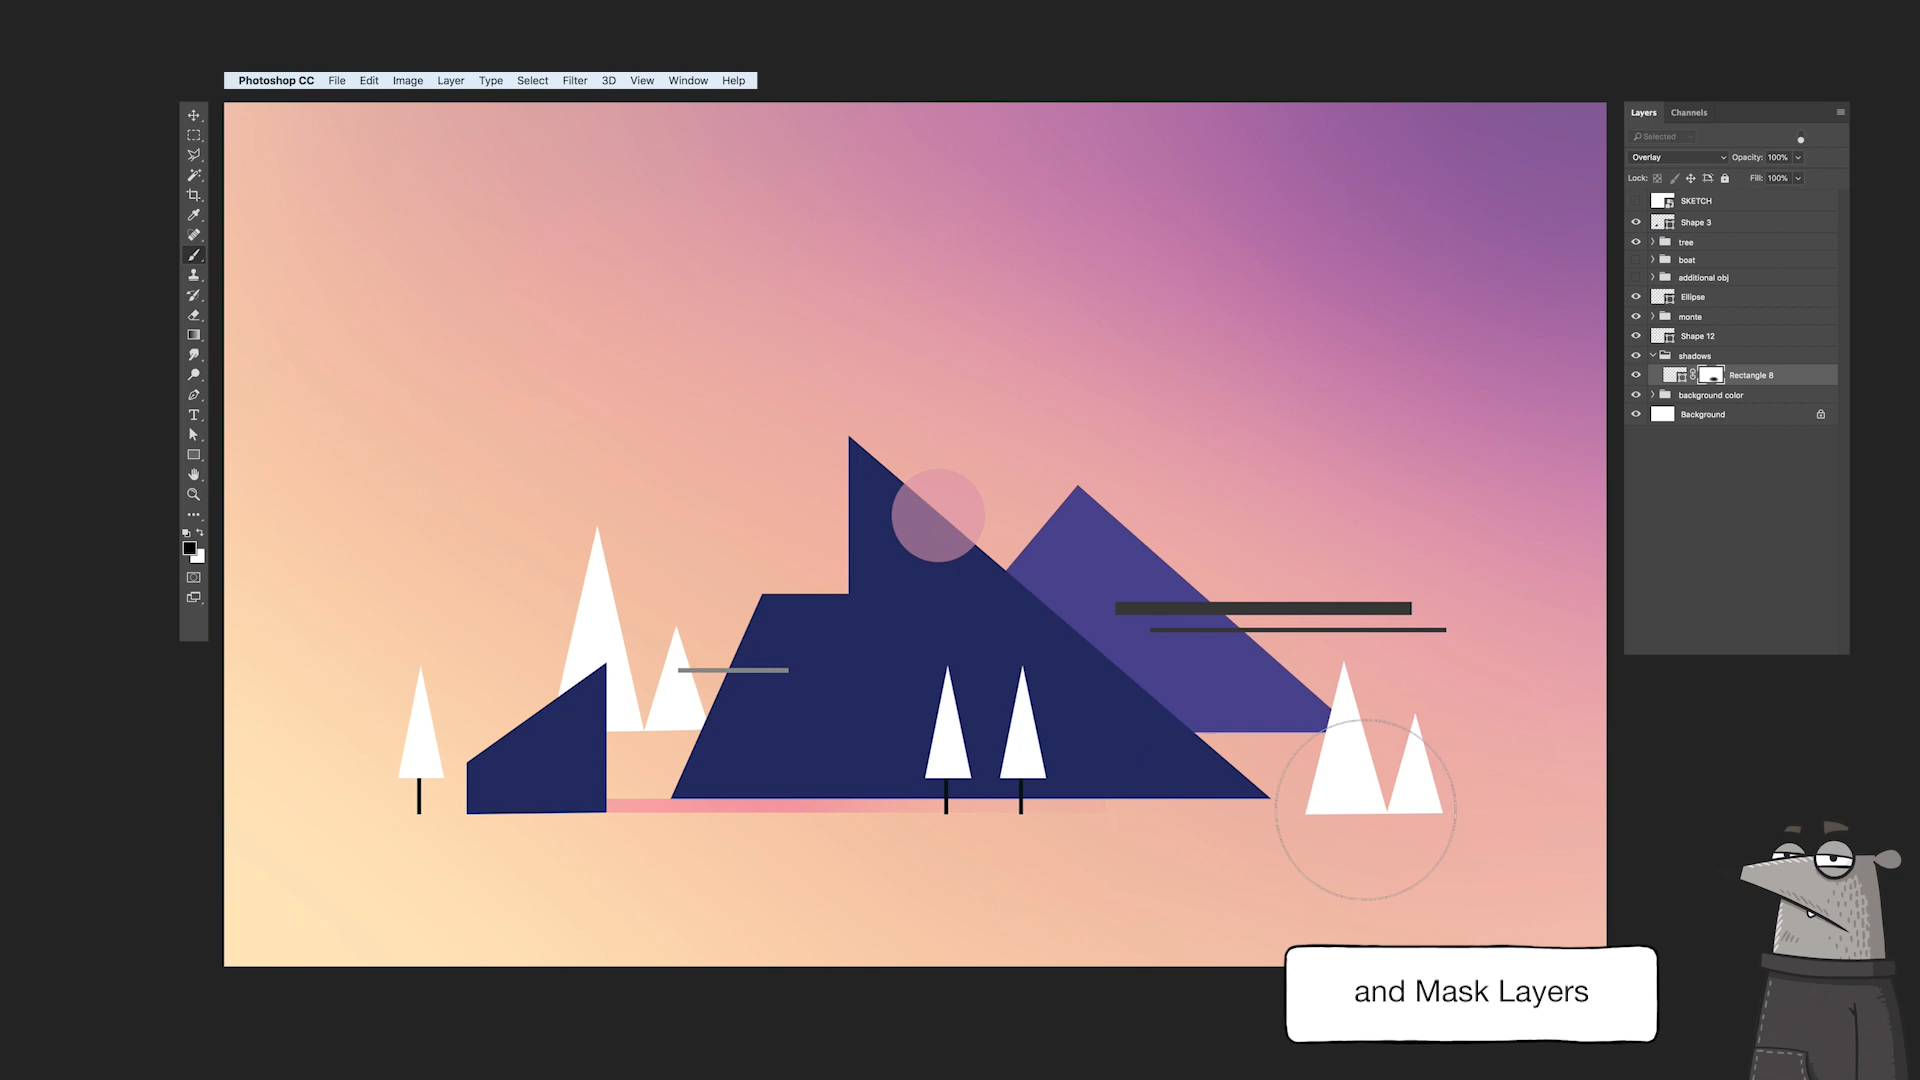 Photoshop CC File Edit Image Layer Type Select Filter 3D View Window Help
Layers Channels
Selected
Overlay Opacity: 100%
Lock: Fill: 100%
SKETCH
Shape 3
tree
boat
additional obj
Ellipse
monte
Shape 12
shadows
Rectangle 8
background color
Background
T
and Mask Layers